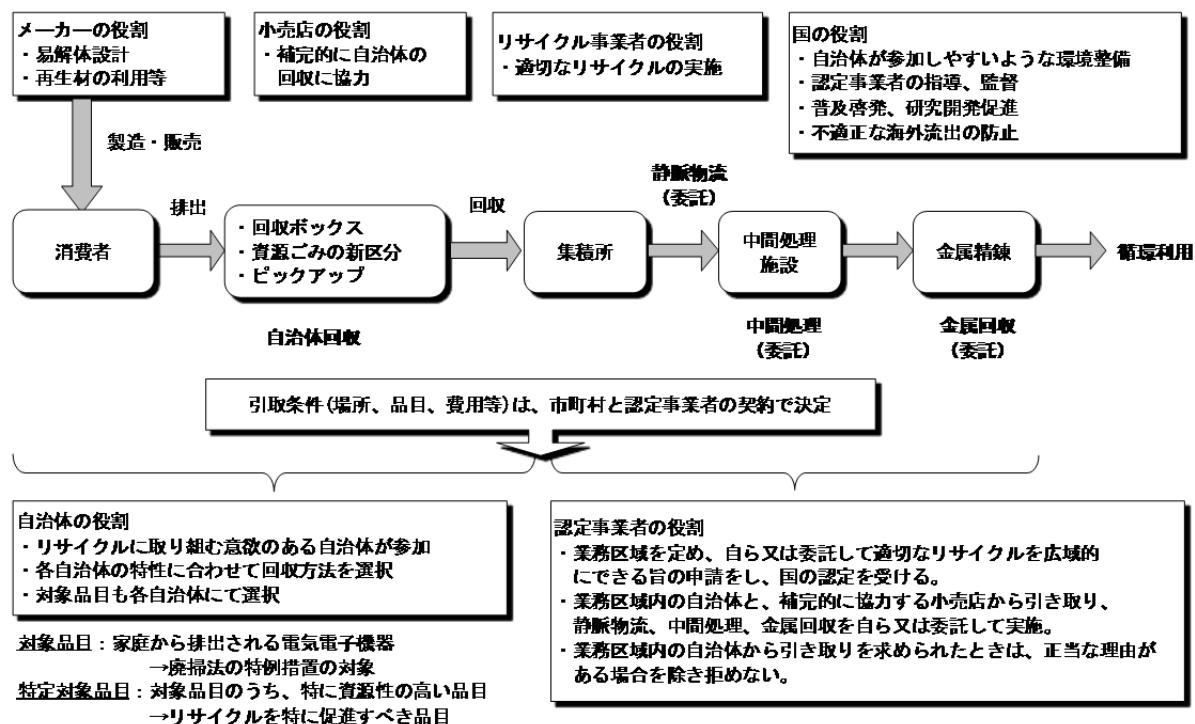 メーカーの役割
・易解体設計
・再生材の利用等
小売店の役割
・補完的に自治体の
回収に協力
リサイクル事業者の役割
・適切なリサイクルの実施
国の役割
・自治体が参加しやすいような環境整備
・認定事業者の指導、監督
・普及啓発、研究開発促進
・不適正な海外流出の防止
製造・販売
消費者
排出
・回収ボックス
・資源ごみの新区分
・ピックアップ
自治体回収
回収
集積所
静脈物流
(委託)
中間処理
施設
中間処理
(委託)
金属精錬
金属回収
(委託)
循環利用
引取条件(場所、品目、費用等)は、市町村と認定事業者の契約で決定
自治体の役割
・リサイクルに取り組む意欲のある自治体が参加
・各自治体の特性に合わせて回収方法を選択
・対象品目も各自治体にて選択
対象品目：家庭から排出される電気電子機器
→廃掃法の特例措置の対象
特定対象品目：対象品目のうち、特に資源性の高い品目
→リサイクルを特に促進すべき品目
認定事業者の役割
・業務区域を定め、自ら又は委託して適切なリサイクルを広域的
にできる旨の申請をし、国の認定を受ける。
・業務区域内の自治体と、補完的に協力する小売店から引き取り、
静脈物流、中間処理、金属回収を自ら又は委託して実施。
・業務区域内の自治体から引き取りを求められたときは、正当な理由が
ある場合を除き拒めない。